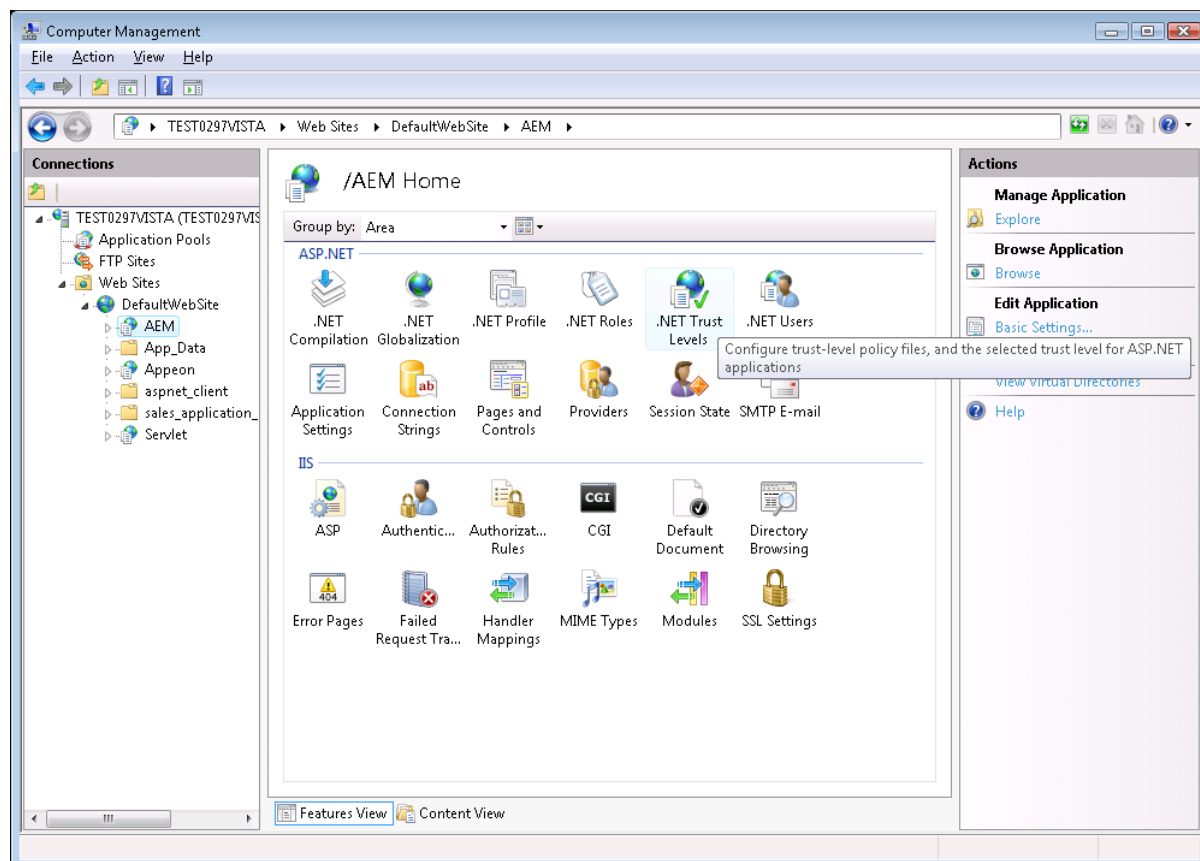 Computer Management
File Action View Help
TEST0297VISTA Web Sites DefaultWebSite AEM
Connections
TEST0297VISTA (TEST0297VIS
Application Pools
FTP Sites
Web Sites
DefaultWebSite
AEM
App_Data
Appeon
aspnet_client
sales_application_
Servlet
/AEM Home
Group by: Area
ASP.NET
.NET Compilation
.NET Globalization
.NET Profile
.NET Roles
.NET Trust Levels
.NET Users
Configure trust-level policy files, and the selected trust level for ASP.NET
applications
Application Settings
Connection Strings
ab
Pages and Controls
Providers
Session State
SMTP E-mail
IIS
ASP
Authentic...
Authorizat... Rules
CGI
CGI
Default Document
Directory Browsing
404
Error Pages
Failed Request Tra...
Handler Mappings
MIME Types
Modules
SSL Settings
Features View
Content View
Actions
Manage Application
Explore
Browse Application
Browse
Edit Application
Basic Settings...
View Virtual Directories
Help